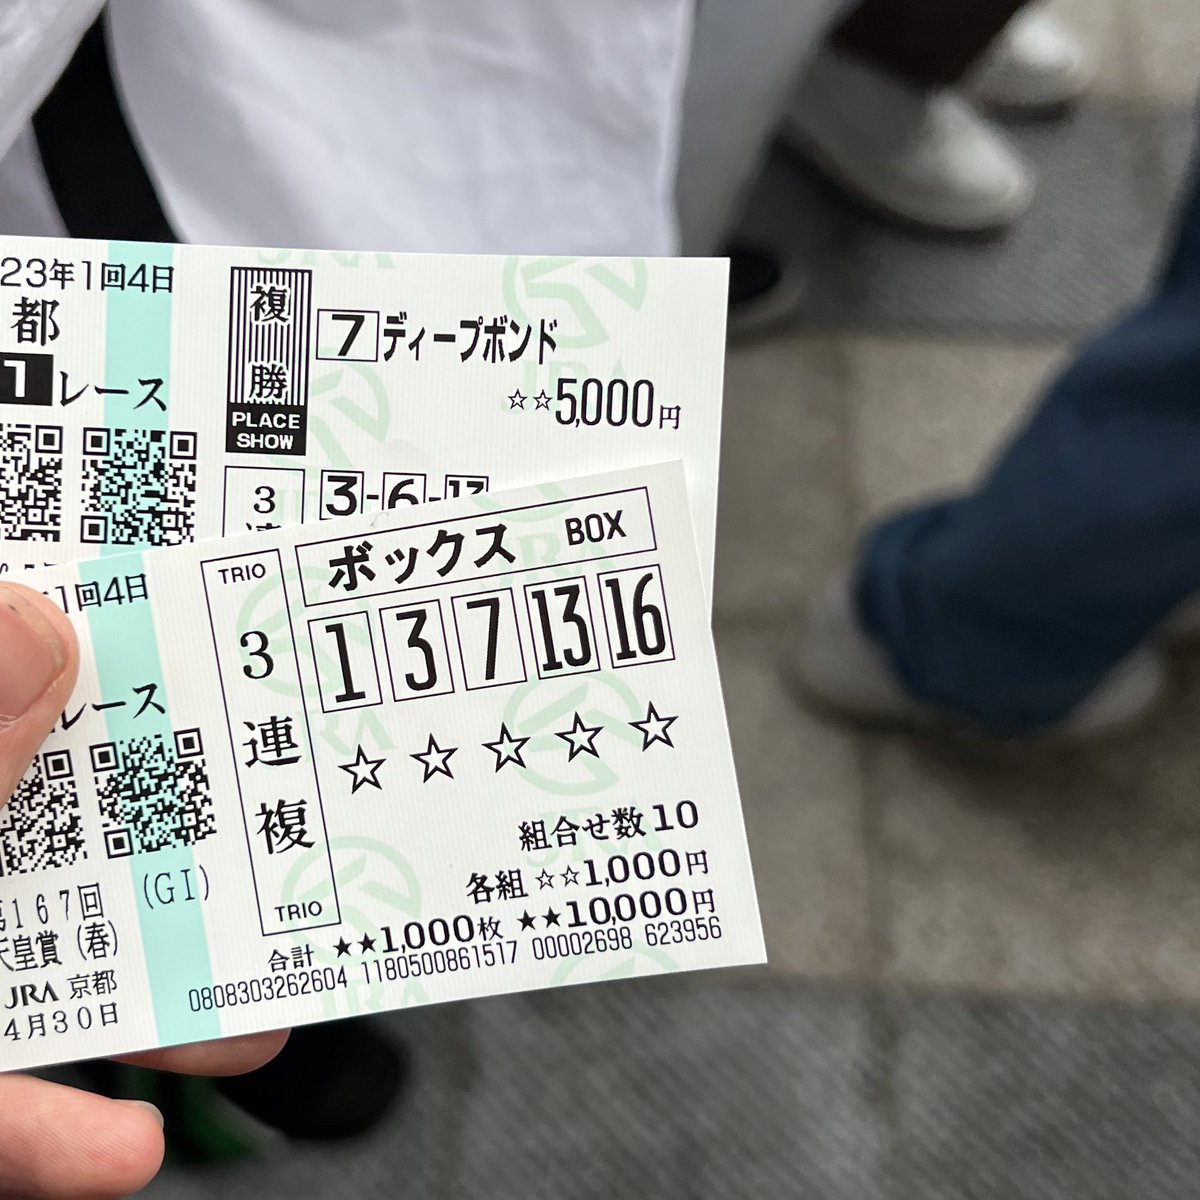 23年1回4日
都
1レース
複勝
PLACE
SHOW
7 ディープボンド
☆☆5,000円
3
連
3-6-13
1回4日
レース
TRIO
3連複
TRIO
ボックス BOX
1 3 7 13 16
☆ ☆ ☆ ☆ ☆
組合せ数10
各組 ☆☆1,000円
合計 ★★1,000枚 ★★10,000円
0808303262604 1180500861517 00002698 623956
第167回 (GI)
天皇賞(春)
JRA 京都
4月30日